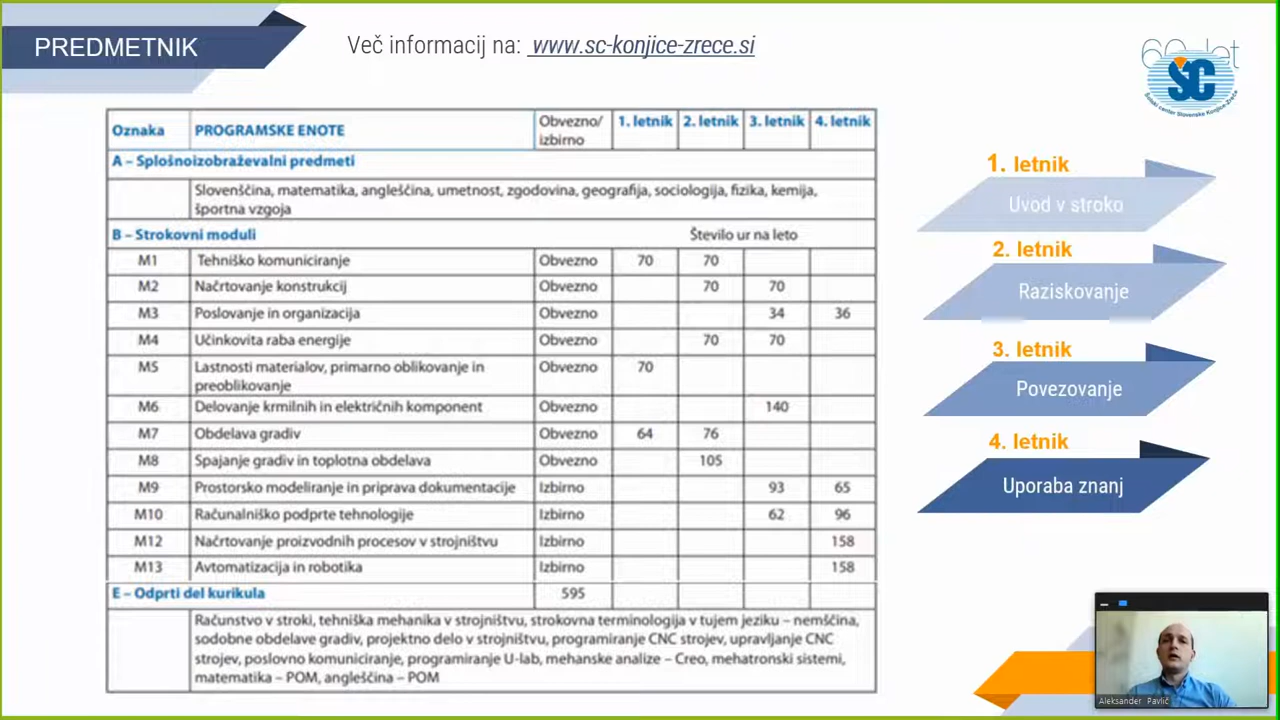 PREDMETNIK
Več informacij na: www.sc-konjice-zrece.si
60 let
ŠC
Šolski center Slovenske Konjice-Zreče
Oznaka PROGRAMSKE ENOTE Obvezno/ izbirno 1. letnik 2. letnik 3. letnik 4. letnik
A – Splošnoizobraževalni predmeti
Slovenščina, matematika, angleščina, umetnost, zgodovina, geografija, sociologija, fizika, kemija,
športna vzgoja
B – Strokovni moduli Število ur na leto
M1 Tehniško komuniciranje Obvezno 70 70
M2 Načrtovanje konstrukcij Obvezno 70 70
M3 Poslovanje in organizacija Obvezno 34 36
M4 Učinkovita raba energije Obvezno 70 70
M5 Lastnosti materialov, primarno oblikovanje in Obvezno 70
preoblikovanje
M6 Delovanje krmilnih in električnih komponent Obvezno 140
M7 Obdelava gradiv Obvezno 64 76
M8 Spajanje gradiv in toplotna obdelava Obvezno 105
M9 Prostorsko modeliranje in priprava dokumentacije Izbirno 93 65
M10 Računalniško podprte tehnologije Izbirno 62 96
M12 Načrtovanje proizvodnih procesov v strojništvu Izbirno 158
M13 Avtomatizacija in robotika Izbirno 158
E – Odprti del kurikula 595
Računstvo v stroki, tehniška mehanika v strojništvu, strokovna terminologija v tujem jeziku – nemščina,
sodobne obdelave gradiv, projektno delo v strojništvu, programiranje CNC strojev, upravljanje CNC
strojev, poslovno komuniciranje, programiranje U-lab, mehanske analize – Creo, mehatronski sistemi,
matematika – POM, angleščina – POM
1. letnik
Uvod v stroko
2. letnik
Raziskovanje
3. letnik
Povezovanje
4. letnik
Uporaba znanj
Aleksander Pavlič